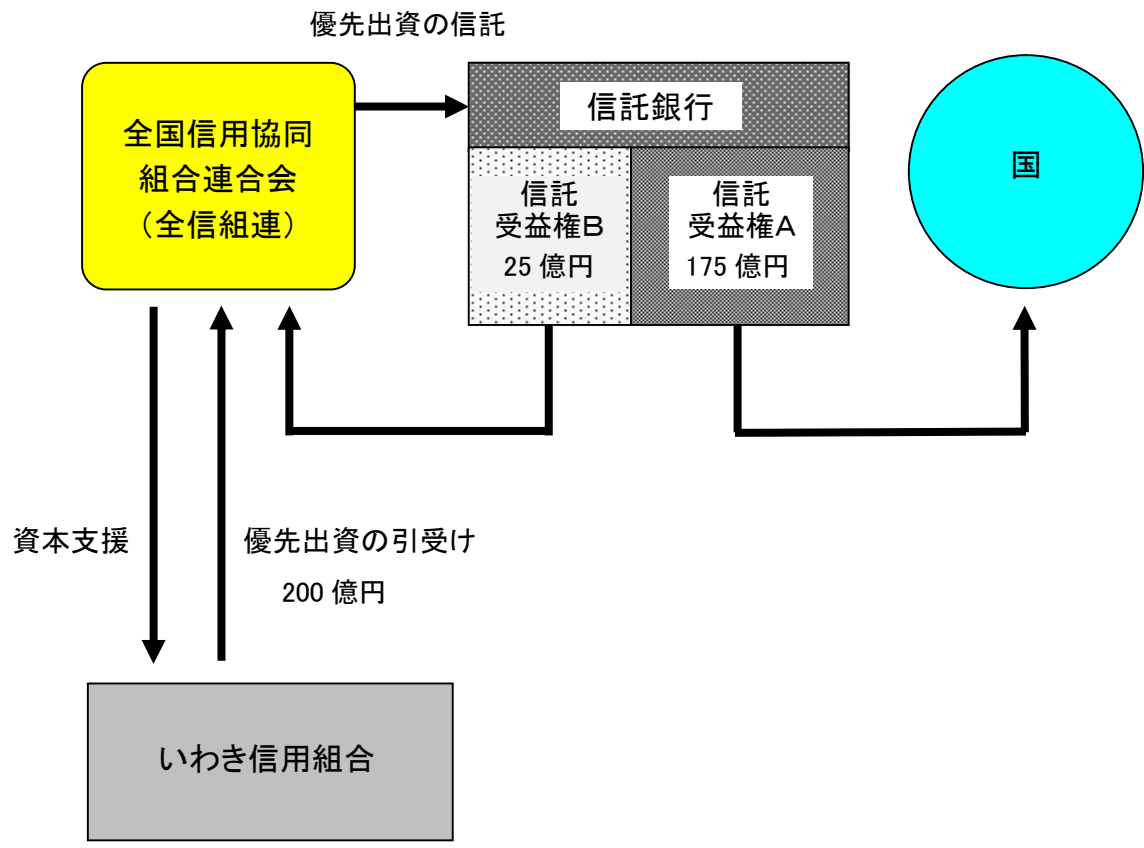 優先出資の信託
全国信用協同
組合連合会
（全信組連）
信託銀行
信託
受益権Ｂ
25 億円
信託
受益権Ａ
175 億円
国
資本支援
優先出資の引受け
200 億円
いわき信用組合